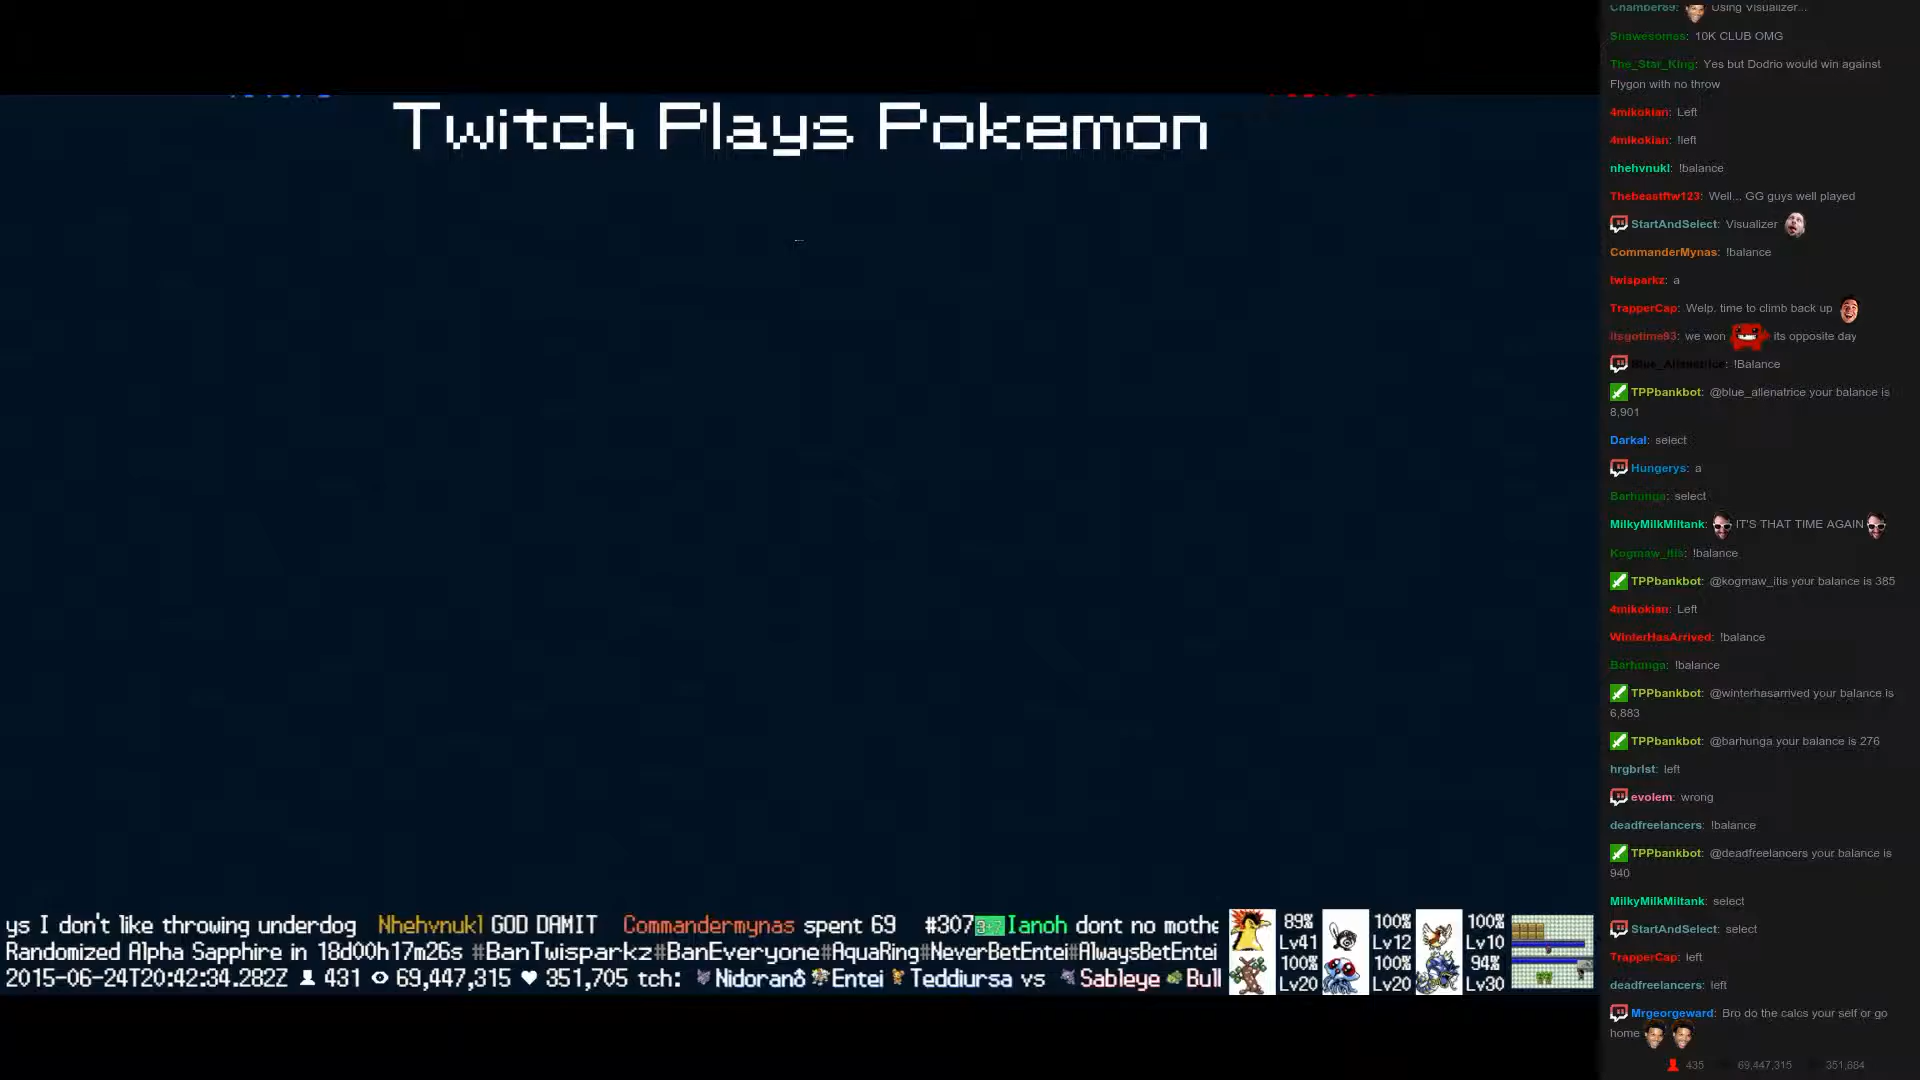 Twitch Plays Pokemon
ys I don't like throwing underdog Nhehvnukl GOD DAMIT Commandermynas spent 69 #307 3+7 Ianoh dont no mothe
Randomized Alpha Sapphire in 18d00h17m26s #BanTwisparkz#BanEveryone#AquaRing#NeverBetEntei#AlwaysBetEntei
2015-06-24T20:42:34.282Z 431 69,447,315 351,705 tch: Nidoran♂ Entei Teddiursa vs Sableye Bull
89% 100% 100%
Lv41 Lv12 Lv10
100% 100% 94%
Lv20 Lv20 Lv30
Chamber89: Using Visualizer...
Snawesomes: 10K CLUB OMG
The_Star_King: Yes but Dodrio would win against
Flygon with no throw
4mikokian: Left
4mikokian: !left
nhehvnukl: !balance
Thebeastftw123: Well... GG guys well played
StartAndSelect: Visualizer
CommanderMynas: !balance
twisparkz: a
TrapperCap: Welp. time to climb back up
Itsgotime93: we won its opposite day
Blue_Alienatrice: !Balance
TPPbankbot: @blue_alienatrice your balance is
8,901
Darkal: select
Hungerys: a
Barhunga: select
MilkyMilkMiltank: IT'S THAT TIME AGAIN
Kogmaw_Itis: !balance
TPPbankbot: @kogmaw_itis your balance is 385
4mikokian: Left
WinterHasArrived: !balance
Barhunga: !balance
TPPbankbot: @winterhasarrived your balance is
6,883
TPPbankbot: @barhunga your balance is 276
hrgbrlst: left
evolem: wrong
deadfreelancers: !balance
TPPbankbot: @deadfreelancers your balance is
940
MilkyMilkMiltank: select
StartAndSelect: select
TrapperCap: left
deadfreelancers: left
Mrgeorgeward: Bro do the calcs your self or go
home
435 69,447,315 351,684